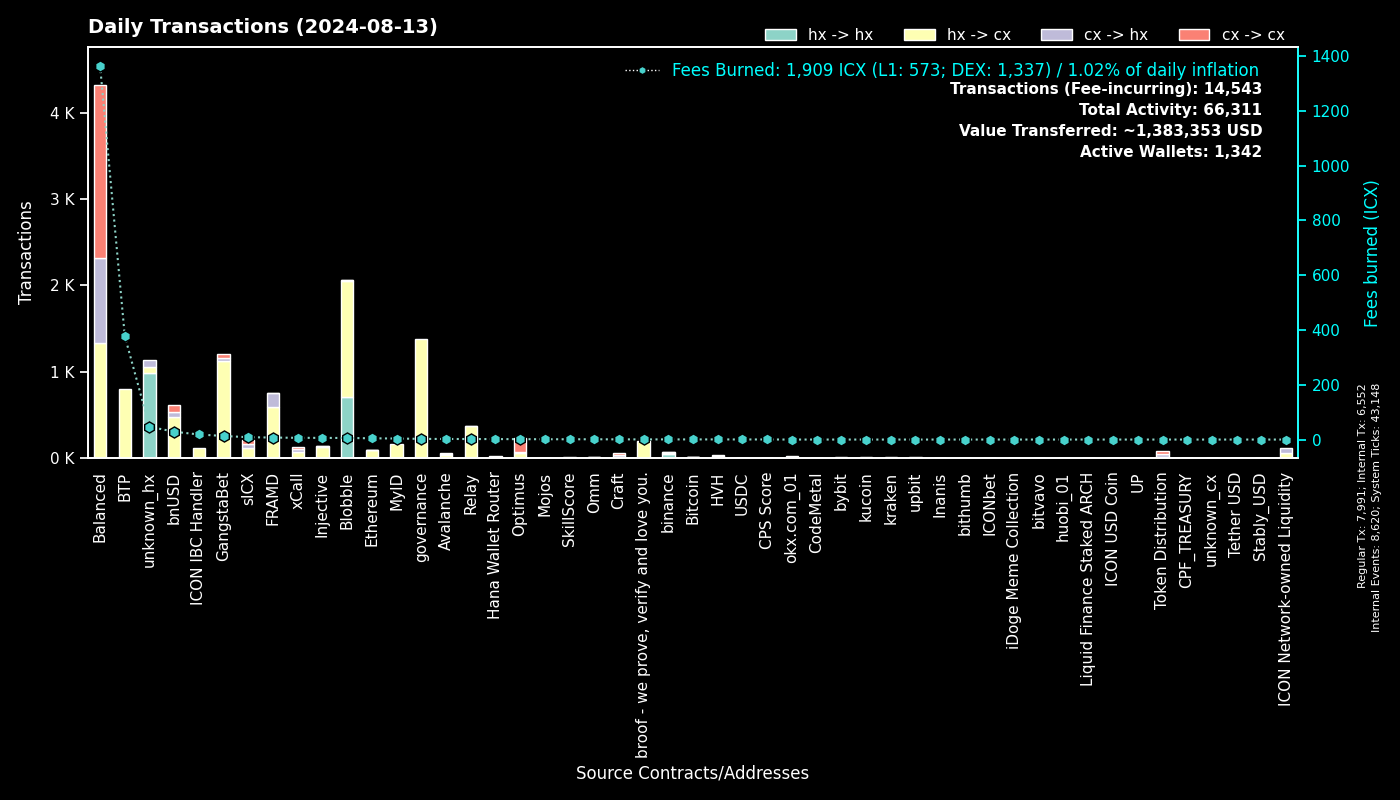 Daily Transactions (2024-08-13)
hx -> hx
hx -> cx
cx -> hx
cx -> cx
Fees Burned: 1,909 ICX (L1: 573; DEX: 1,337) / 1.02% of daily inflation
Transactions (Fee-incurring): 14,543
Total Activity: 66,311
Value Transferred: ~1,383,353 USD
Active Wallets: 1,342
Transactions
4 K
3 K
2 K
1 K
0 K
1400
1200
1000
800
600
400
200
0
Fees burned (ICX)
Regular Tx: 7,991; Internal Tx: 6,552
Internal Events: 8,620; System Ticks: 43,148
Balanced
BTP
unknown_hx
bnUSD
ICON IBC Handler
GangstaBet
sICX
FRAMD
xCall
Injective
Blobble
Ethereum
MyID
governance
Avalanche
Relay
Hana Wallet Router
Optimus
Mojos
SkillScore
Omm
Craft
broof - we prove, verify and love you.
binance
Bitcoin
HVH
USDC
CPS Score
okx.com_01
CodeMetal
bybit
kucoin
kraken
upbit
Inanis
bithumb
ICONbet
iDoge Meme Collection
bitvavo
huobi_01
Liquid Finance Staked ARCH
ICON USD Coin
UP
Token Distribution
CPF_TREASURY
unknown_cx
Tether USD
Stably_USD
ICON Network-owned Liquidity
Source Contracts/Addresses